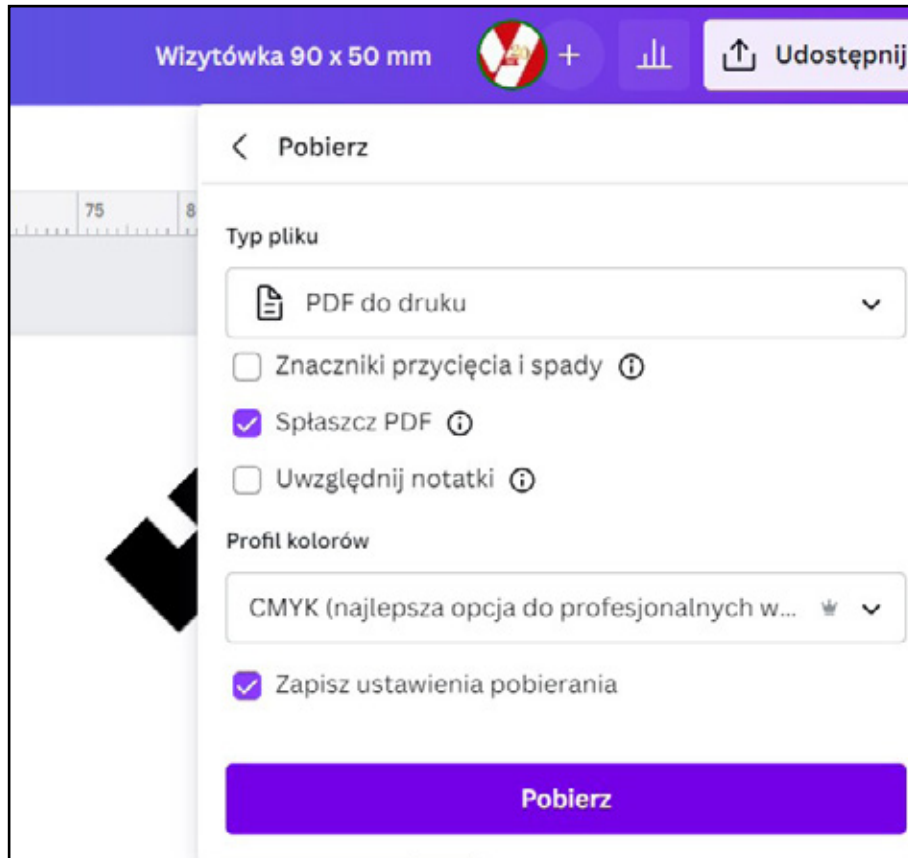 Wizytówka 90 x 50 mm
+
Udostępnij
Pobierz
75
8
Typ pliku
PDF do druku
Znaczniki przycięcia i spady
Spłaszcz PDF
Uwzględnij notatki
Profil kolorów
CMYK (najlepsza opcja do profesjonalnych w...
Zapisz ustawienia pobierania
Pobierz